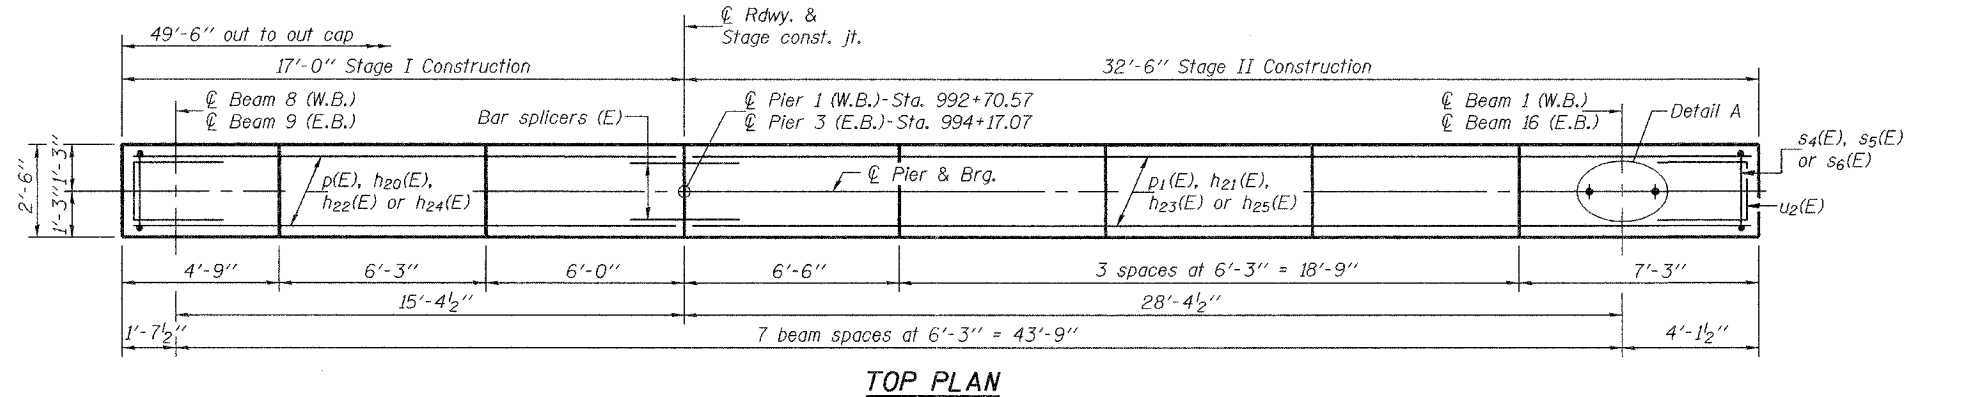 ℄ Rdwy. &
Stage const. jt.
49'-6" out to out cap
17'-0" Stage I Construction
32'-6" Stage II Construction
℄ Beam 8 (W.B.)
℄ Beam 9 (E.B.)
Bar splicers (E)
℄ Pier 1 (W.B.)-Sta. 992+70.57
℄ Pier 3 (E.B.)-Sta. 994+17.07
℄ Beam 1 (W.B.)
℄ Beam 16 (E.B.)
Detail A
s4(E), s5(E)
or s6(E)
2'-6"
1'-3"
1'-3"
p(E), h20(E),
h22(E) or h24(E)
℄ Pier & Brg.
p1(E), h21(E),
h23(E) or h25(E)
u2(E)
4'-9"
6'-3"
6'-0"
6'-6"
3 spaces at 6'-3" = 18'-9"
7'-3"
15'-4½"
28'-4½"
1'-7½"
7 beam spaces at 6'-3" = 43'-9"
4'-1½"
TOP PLAN